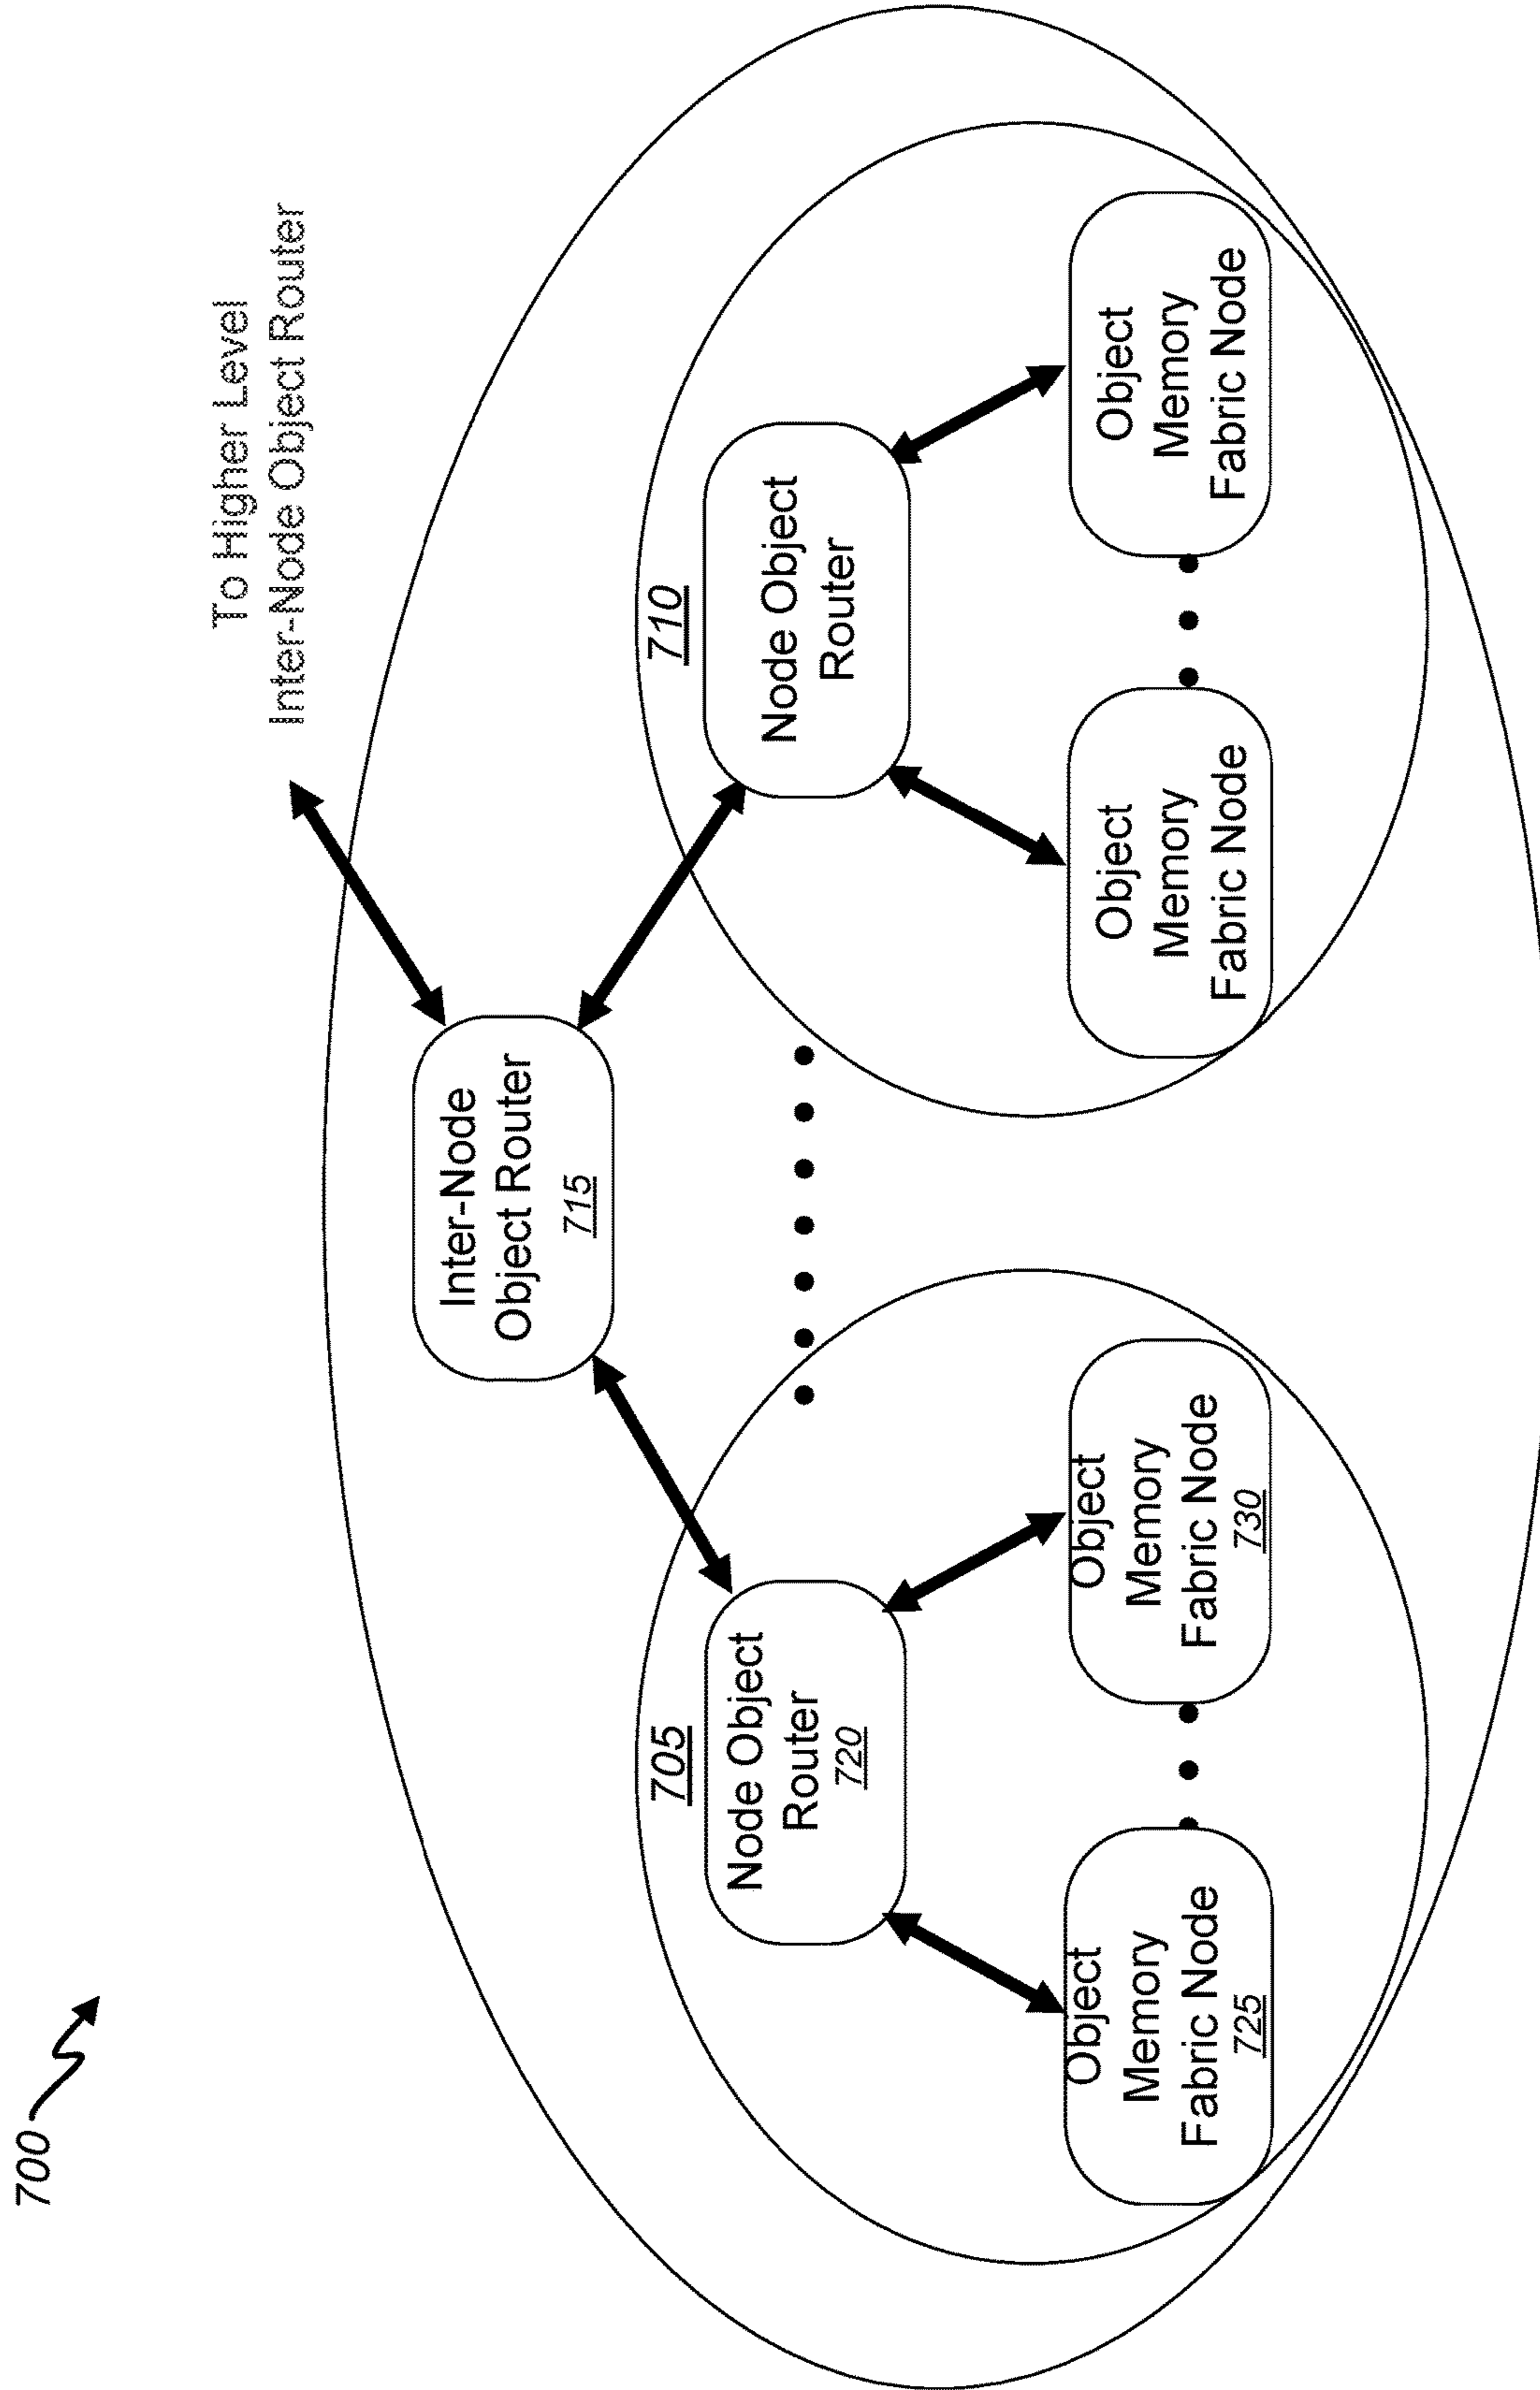 700
To Higher Level
Inter-Node Object Router
Inter-Node
Object Router
715
705
Node Object
Router
720
710
Node Object
Router
Object
Memory
Fabric Node
725
Object
Memory
Fabric Node
730
Object
Memory
Fabric Node
Object
Memory
Fabric Node